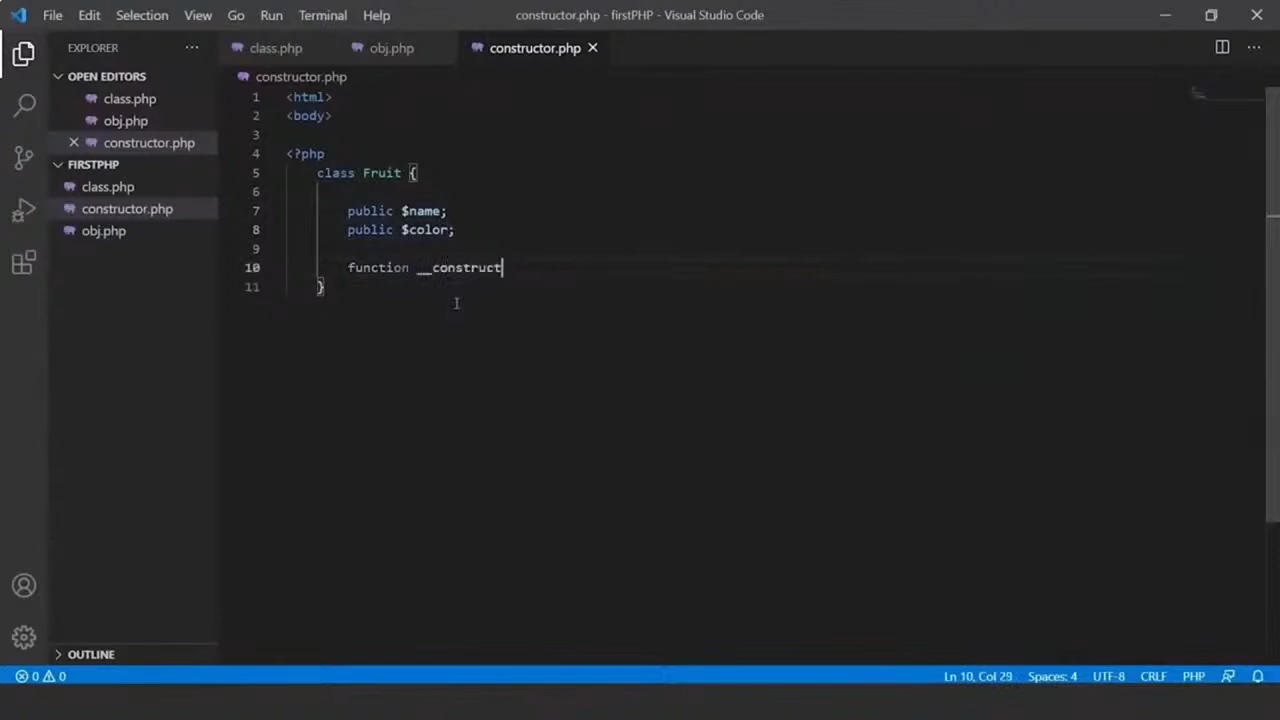 File Edit Selection View Go Run Terminal Help constructor.php - firstPHP - Visual Studio Code
EXPLORER ... class.php obj.php constructor.php
OPEN EDITORS
class.php
obj.php
constructor.php
FIRSTPHP
class.php
constructor.php
obj.php
OUTLINE
constructor.php
1 <html>
2 <body>
3
4 <?php
5 class Fruit {
6
7 public $name;
8 public $color;
9
10 function __construct
11 }
0 0 Ln 10, Col 29 Spaces: 4 UTF-8 CRLF PHP